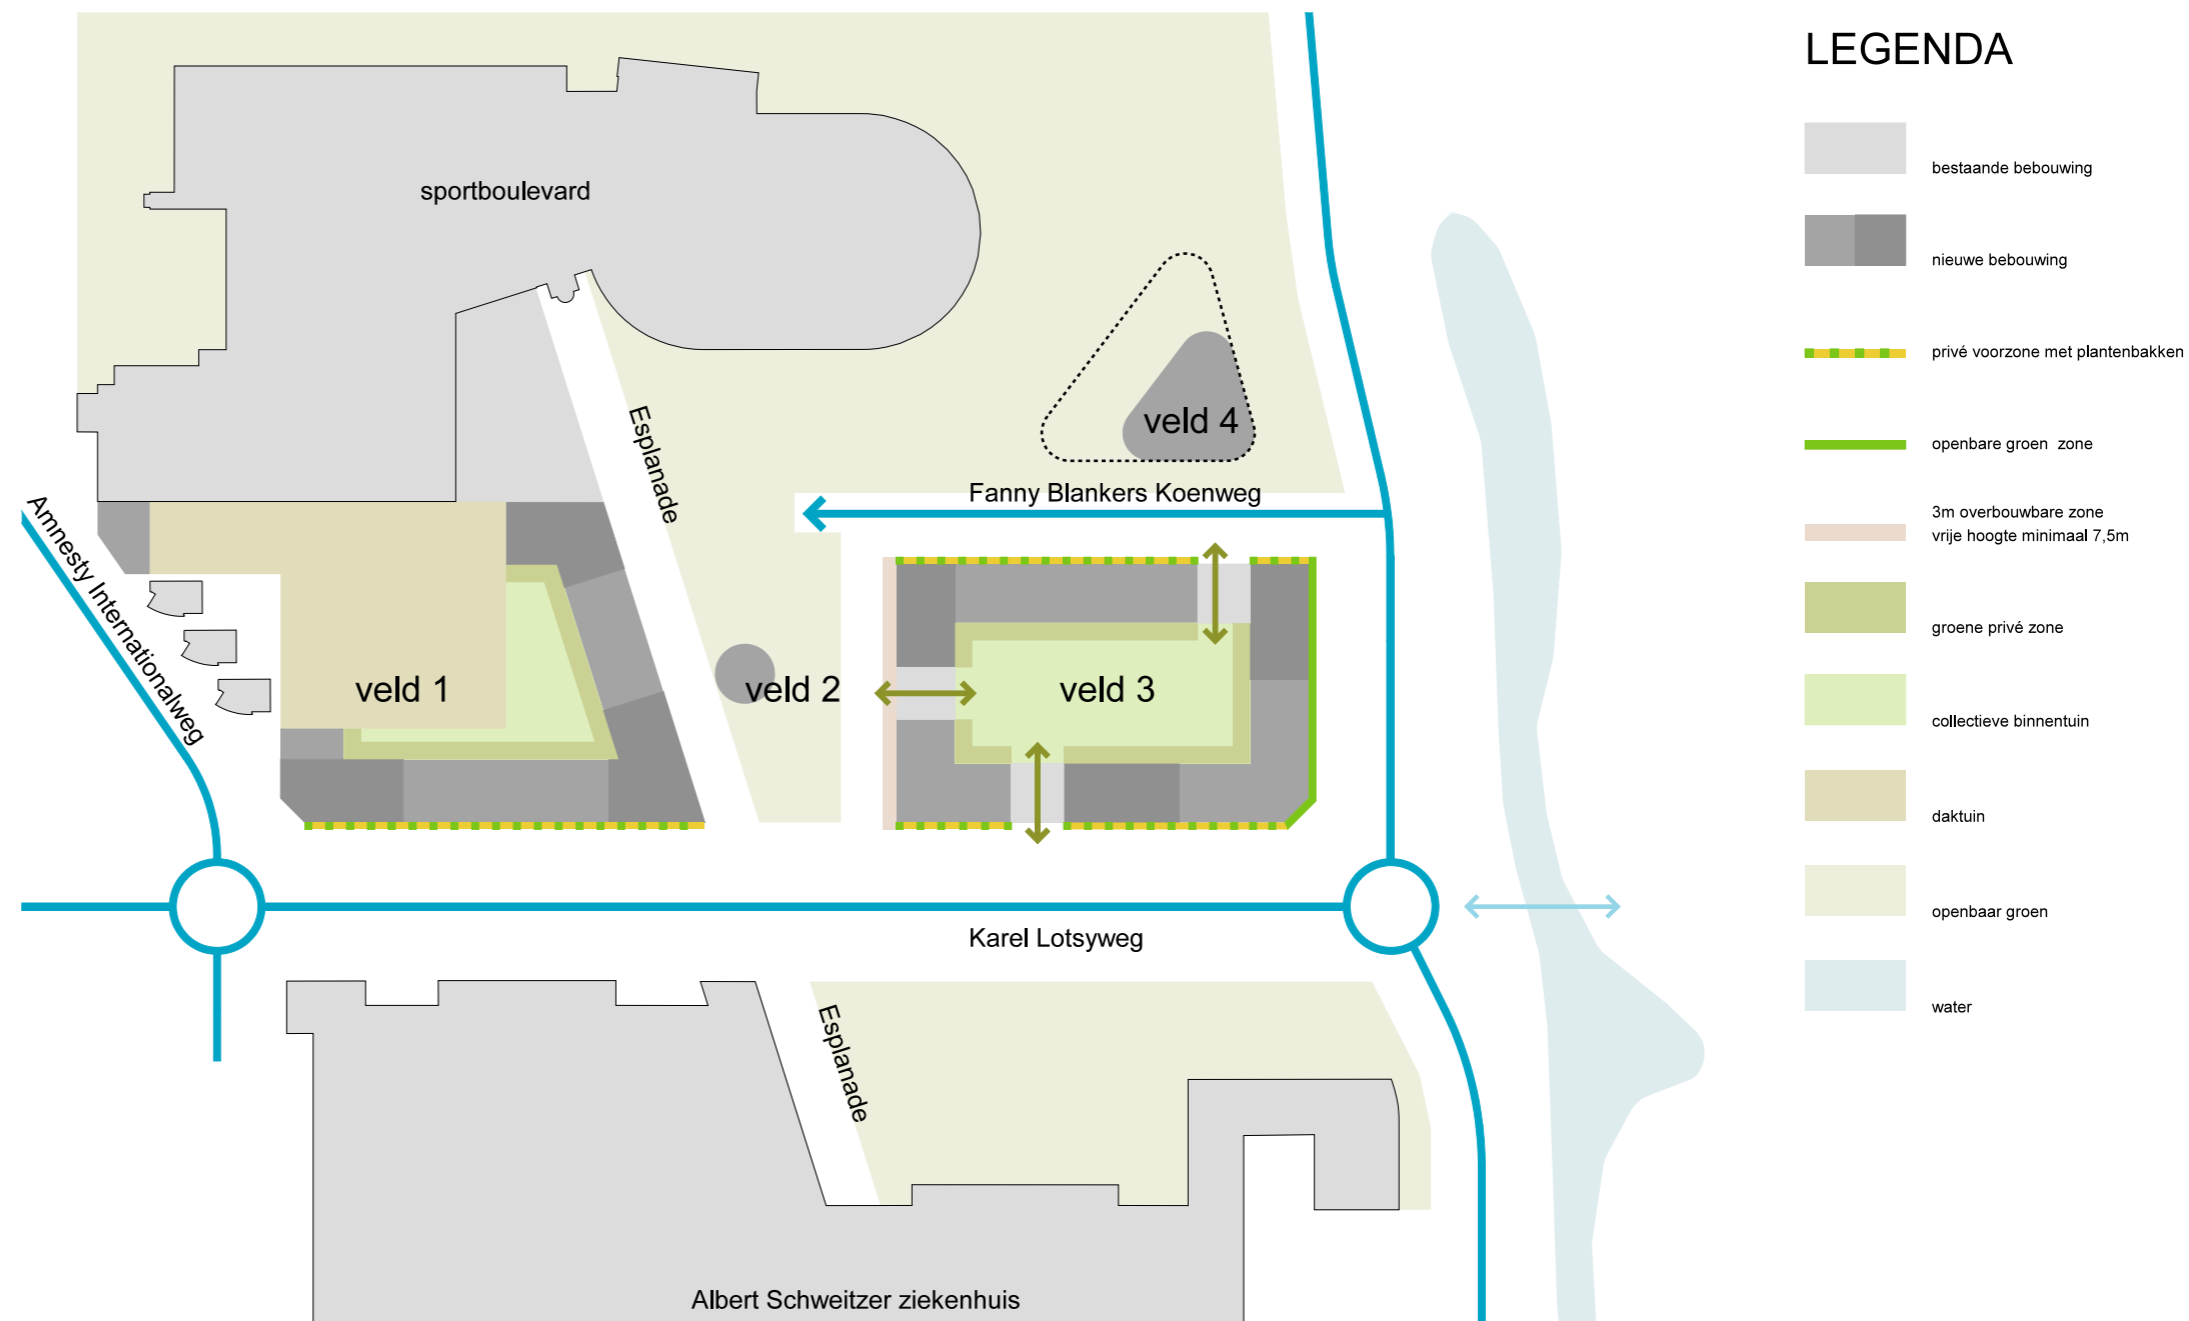 LEGENDA
bestaande bebouwing
nieuwe bebouwing
privé voorzone met plantenbakken
openbare groen zone
3m overbouwbare zone
vrije hoogte minimaal 7,5m
groene privé zone
collectieve binnentuin
daktuin
openbaar groen
water
sportboulevard
Esplanade
veld 4
Fanny Blankers Koenweg
Amnesty Internationalweg
veld 1
veld 2
veld 3
Karel Lotsyweg
Esplanade
Albert Schweitzer ziekenhuis